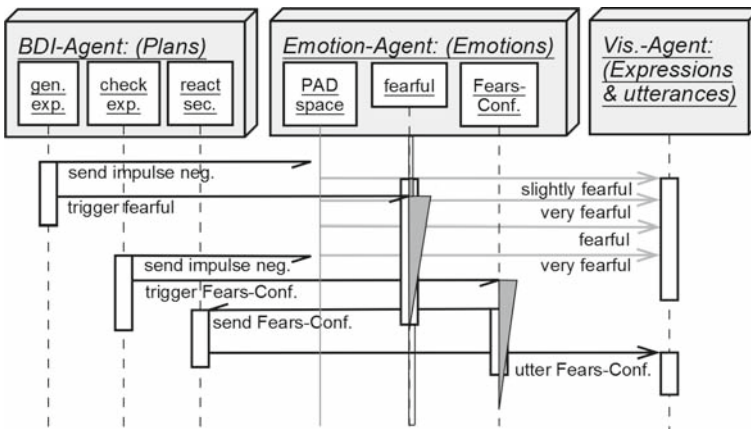 BDI-Agent: (Plans)
gen.
exp.
check
exp.
react
sec.
Emotion-Agent: (Emotions)
PAD
space
fearful
Fears-
Conf.
Vis.-Agent:
(Expressions
& utterances)
send impulse neg.
slightly fearful
trigger fearful
very fearful
fearful
send impulse neg.
very fearful
trigger Fears-Conf.
send Fears-Conf.
utter Fears-Conf.